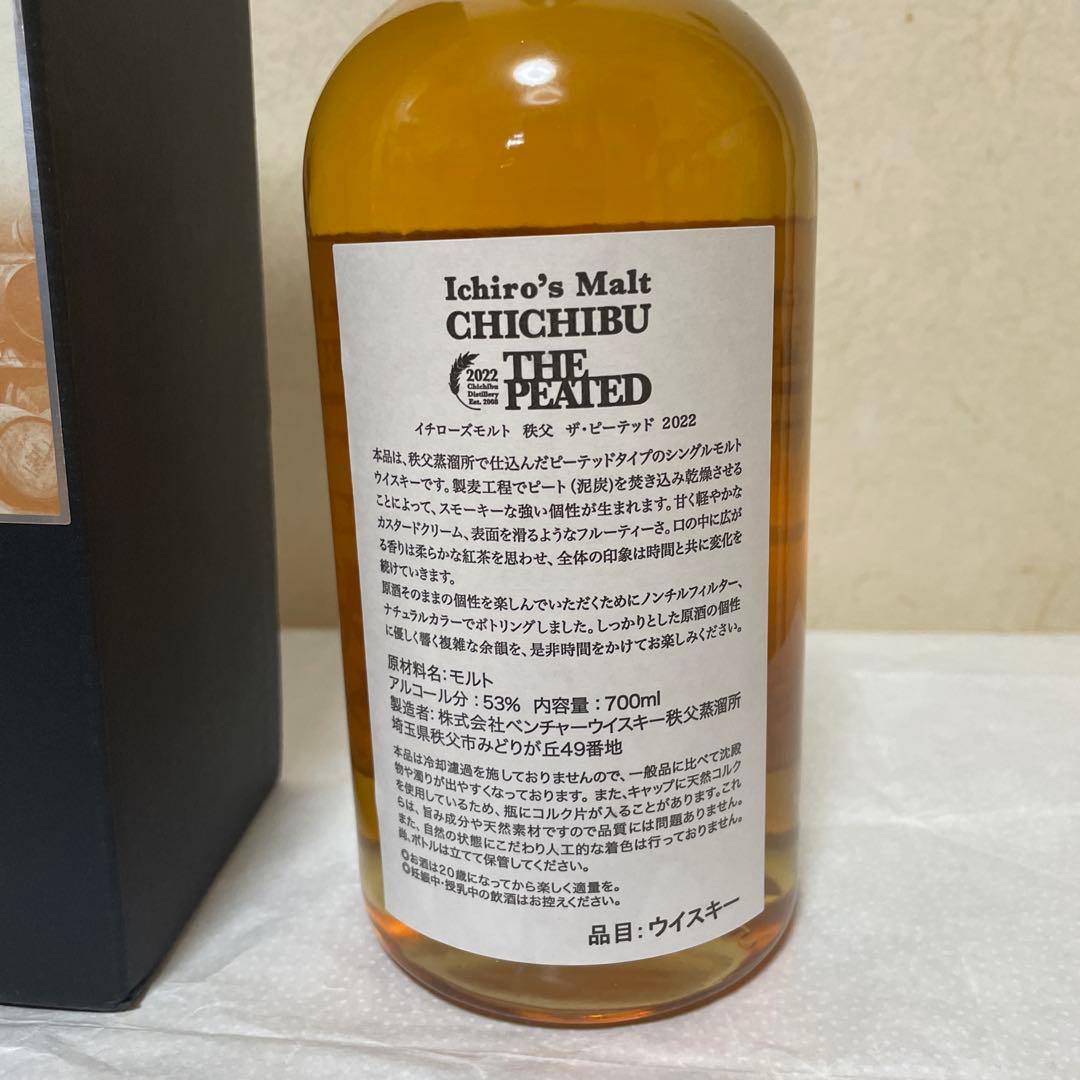 Ichiro's Malt
CHICHIBU
2022
Chichibu
Distillery
Est. 2008
THE
PEATED
イチローズモルト 秩父 ザ・ピーテッド 2022
本品は、秩父蒸溜所で仕込んだピーテッドタイプのシングルモルト
ウイスキーです。製麦工程でピート(泥炭)を焚き込み乾燥させる
ことによって、スモーキーな強い個性が生まれます。甘く軽やかな
カスタードクリーム、表面を滑るようなフルーティーさ。口の中に広が
る香りは柔らかな紅茶を思わせ、全体の印象は時間と共に変化を
続けていきます。
原酒そのままの個性を楽しんでいただくためにノンチルフィルター、
ナチュラルカラーでボトリングしました。しっかりとした原酒の個性
に優しく響く複雑な余韻を、是非時間をかけてお楽しみください。
原材料名:モルト
アルコール分:53% 内容量:700ml
製造者:株式会社ベンチャーウイスキー秩父蒸溜所
埼玉県秩父市みどりが丘49番地
本品は冷却濾過を施しておりませんので、一般品に比べて沈殿
物や濁りが出やすくなっております。また、キャップに天然コルク
を使用しているため、瓶にコルク片が入ることがあります。これ
らは、旨み成分や天然素材ですので品質には問題ありません。
また、自然の状態にこだわり人工的な着色は行っておりません。
尚、ボトルは立てて保管してください。
◎お酒は20歳になってから楽しく適量を。
◎妊娠中・授乳中の飲酒はお控えください。
品目:ウイスキー